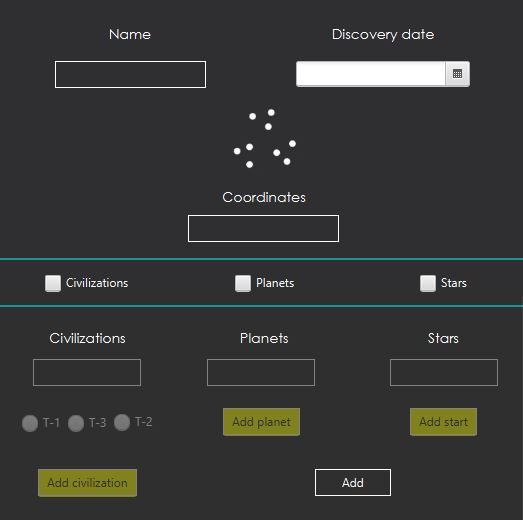 Name
Discovery date
Coordinates
Civilizations
Planets
Stars
Civilizations
Planets
Stars
T-1
T-3
T-2
Add planet
Add start
Add civilization
Add